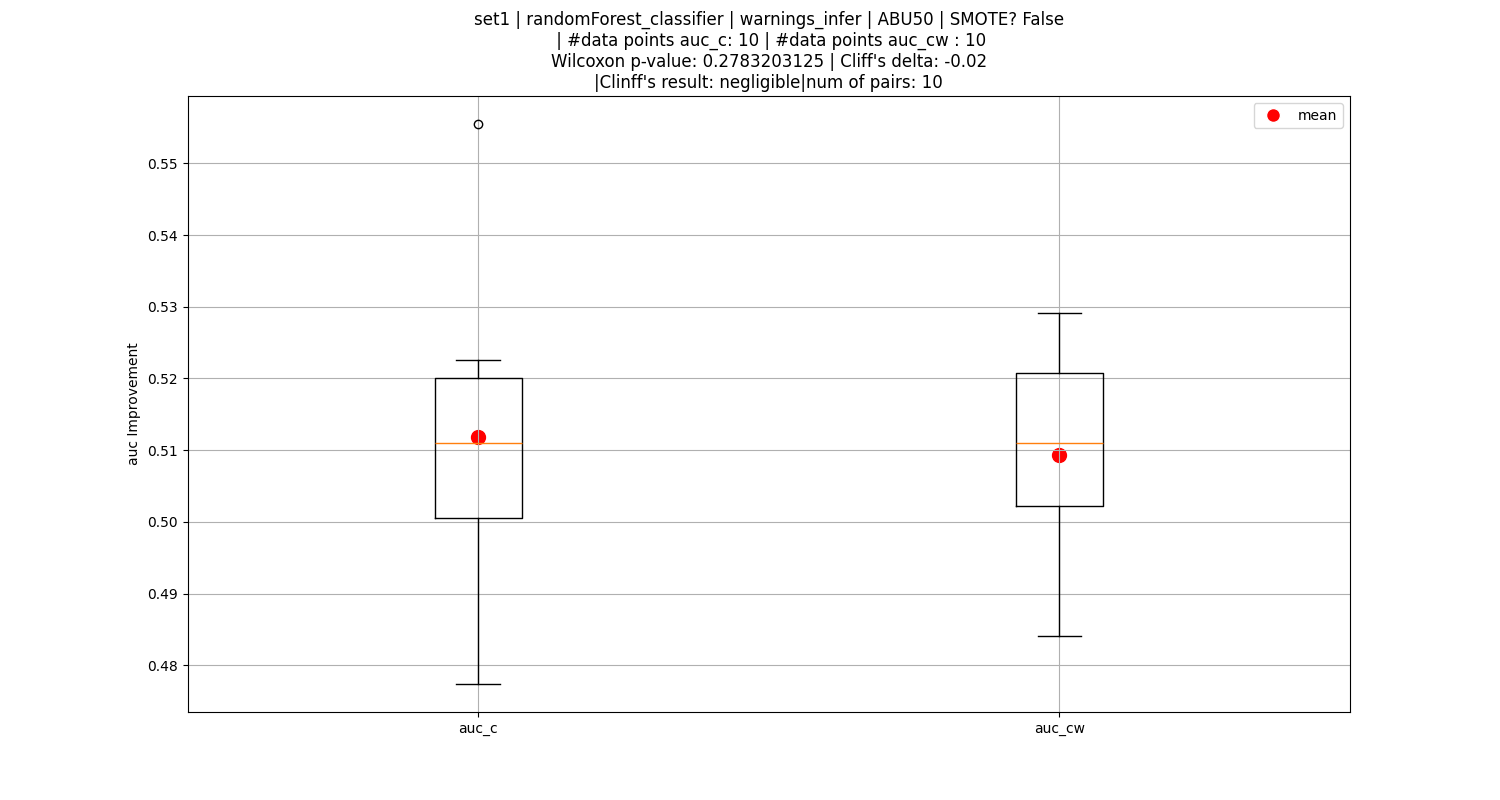 set1 | randomForest_classifier | warnings_infer | ABU50 | SMOTE? False
| #data points auc_c: 10 | #data points auc_cw : 10
Wilcoxon p-value: 0.2783203125 | Cliff's delta: -0.02
|Clinff's result: negligible|num of pairs: 10
mean
0.55
0.54
0.53
0.52
0.51
0.50
0.49
0.48
auc Improvement
auc_c
auc_cw